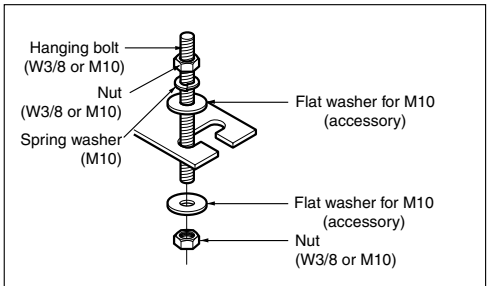 Hanging bolt
(W3/8 or M10)
Nut
(W3/8 or M10)
Spring washer
(M10)
Flat washer for M10
(accessory)
Flat washer for M10
(accessory)
Nut
(W3/8 or M10)